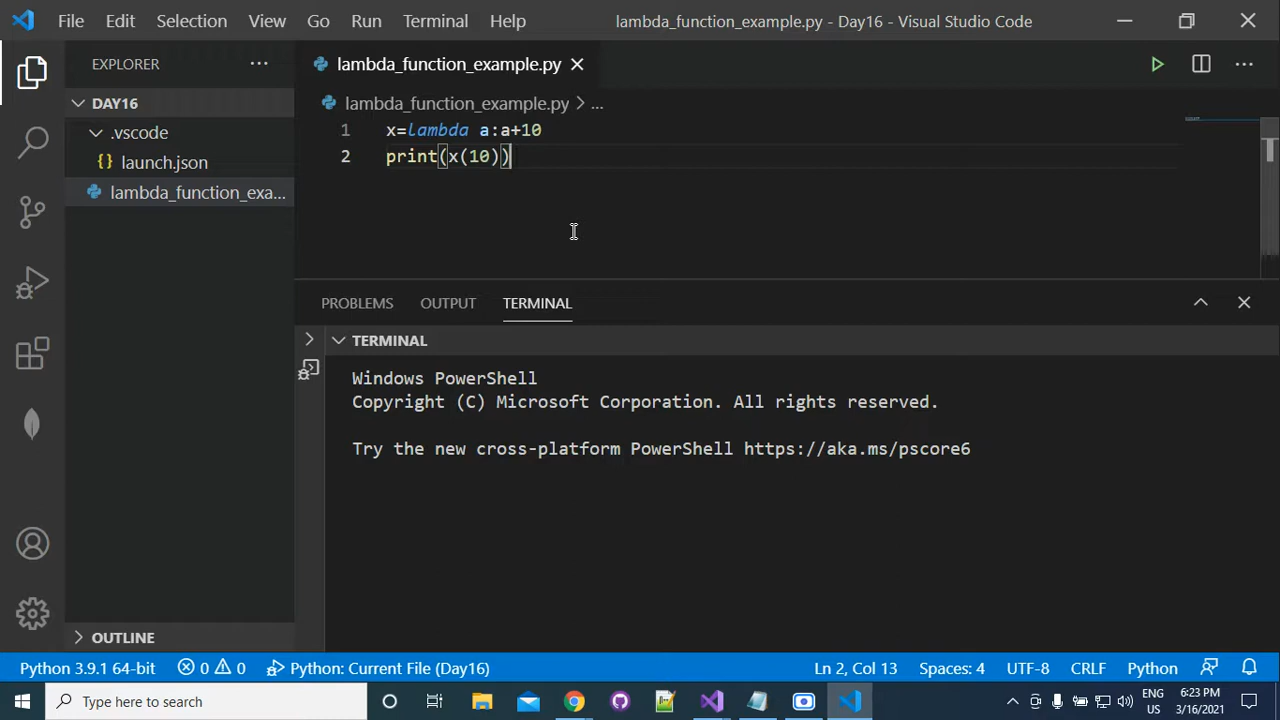 File Edit Selection View Go Run Terminal Help lambda_function_example.py - Day16 - Visual Studio Code
EXPLORER
lambda_function_example.py
DAY16
.vscode
{} launch.json
lambda_function_exa...
lambda_function_example.py > ...
1 x=lambda a:a+10
2 print(x(10))
PROBLEMS OUTPUT TERMINAL
TERMINAL
Windows PowerShell
Copyright (C) Microsoft Corporation. All rights reserved.
Try the new cross-platform PowerShell https://aka.ms/pscore6
OUTLINE
Python 3.9.1 64-bit 0 0 Python: Current File (Day16) Ln 2, Col 13 Spaces: 4 UTF-8 CRLF Python
Type here to search
ENG
US
6:23 PM
3/16/2021